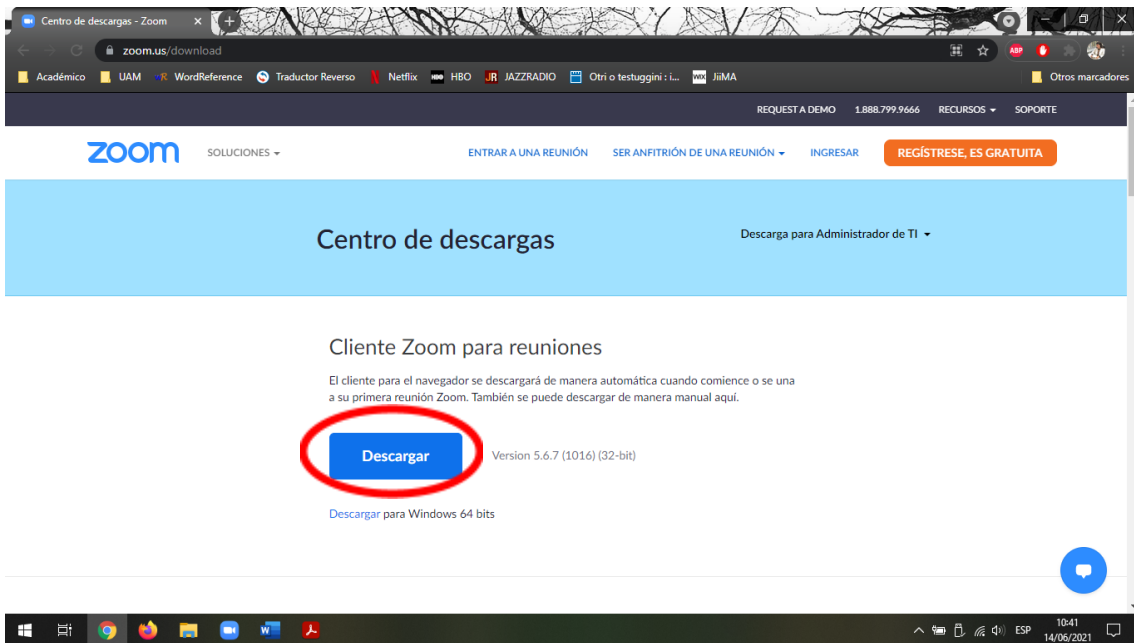 Centro de descargas - Zoom
zoom.us/download
ABP
Académico UAM WordReference Traductor Reverso Netflix HBO JAZZRADIO Otri o testuggini : i... WIX JiiMA Otros marcadores
REQUEST A DEMO 1.888.799.9666 RECURSOS SOPORTE
zoom SOLUCIONES ENTRAR A UNA REUNIÓN SER ANFITRIÓN DE UNA REUNIÓN INGRESAR REGÍSTRESE, ES GRATUITA
Centro de descargas
Descarga para Administrador de TI
Cliente Zoom para reuniones
El cliente para el navegador se descargará de manera automática cuando comience o se una
a su primera reunión Zoom. También se puede descargar de manera manual aquí.
Descargar Version 5.6.7 (1016) (32-bit)
Descargar para Windows 64 bits
ESP 10:41
14/06/2021